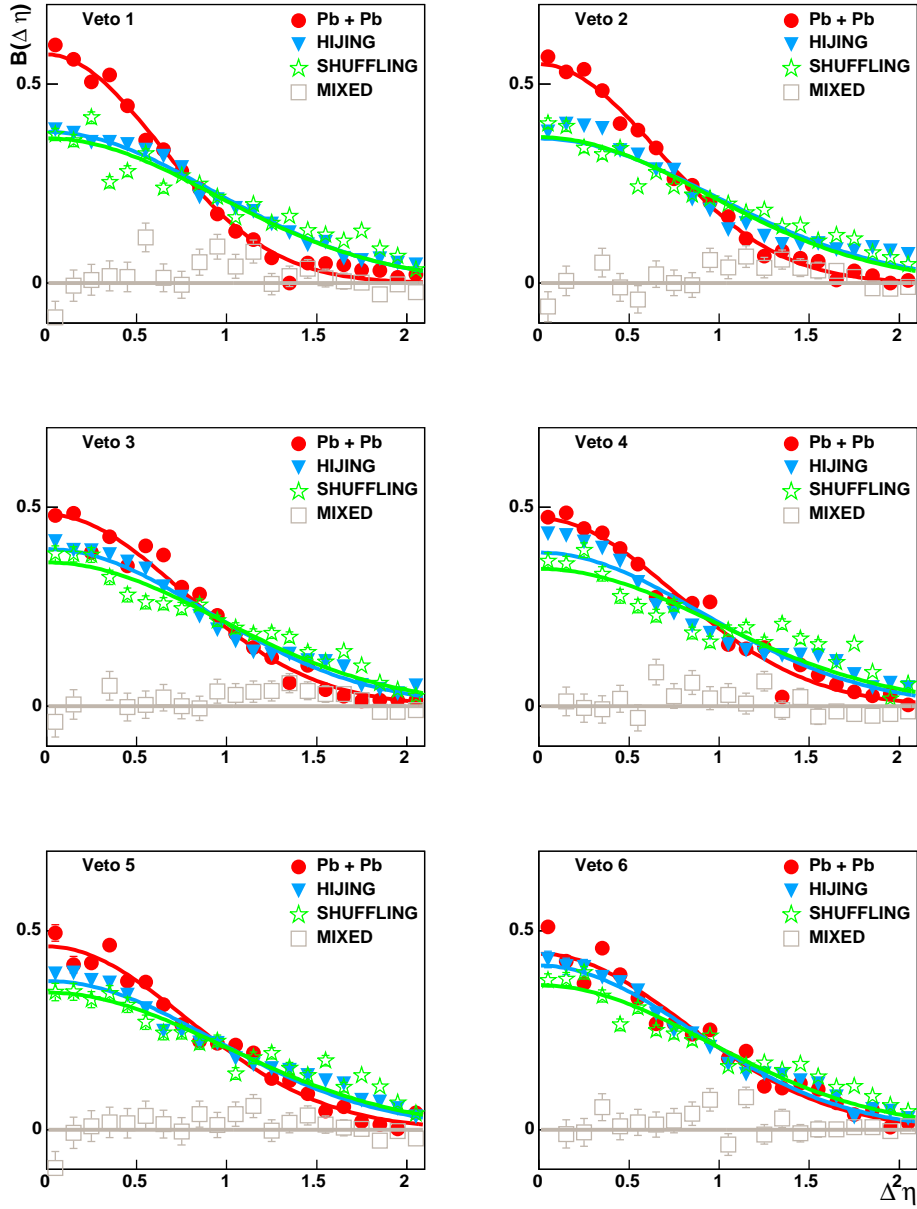 B(Δ η)
Veto 1
Pb + Pb
HIJING
SHUFFLING
MIXED
0.5
0
0 0.5 1 1.5 2
Veto 2
Pb + Pb
HIJING
SHUFFLING
MIXED
0.5
0
0 0.5 1 1.5 2
Veto 3
Pb + Pb
HIJING
SHUFFLING
MIXED
0.5
0
0 0.5 1 1.5 2
Veto 4
Pb + Pb
HIJING
SHUFFLING
MIXED
0.5
0
0 0.5 1 1.5 2
Veto 5
Pb + Pb
HIJING
SHUFFLING
MIXED
0.5
0
0 0.5 1 1.5 2
Veto 6
Pb + Pb
HIJING
SHUFFLING
MIXED
0.5
0
0 0.5 1 1.5 2
Δ η